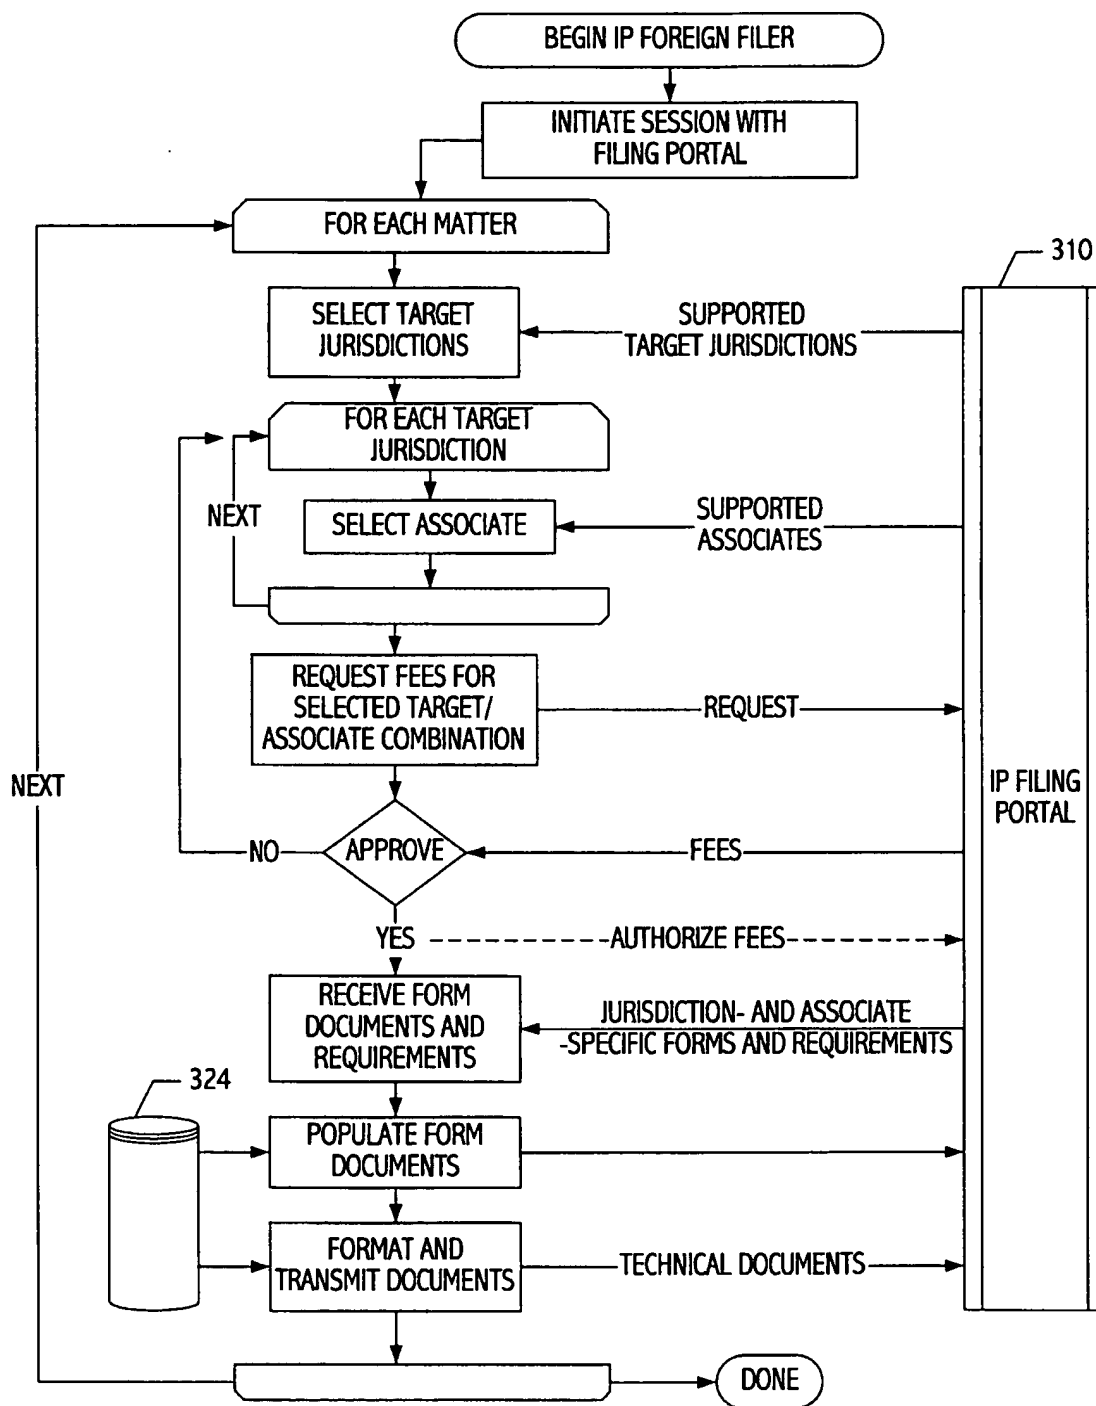 BEGIN IP FOREIGN FILER
INITIATE SESSION WITH
FILING PORTAL
FOR EACH MATTER
310
SELECT TARGET
JURISDICTIONS
SUPPORTED
TARGET JURISDICTIONS
FOR EACH TARGET
JURISDICTION
NEXT
SELECT ASSOCIATE
SUPPORTED
ASSOCIATES
REQUEST FEES FOR
SELECTED TARGET/
ASSOCIATE COMBINATION
REQUEST
NEXT
IP FILING
PORTAL
NO
APPROVE
FEES
YES
AUTHORIZE FEES
RECEIVE FORM
DOCUMENTS AND
REQUIREMENTS
JURISDICTION- AND ASSOCIATE
-SPECIFIC FORMS AND REQUIREMENTS
324
POPULATE FORM
DOCUMENTS
FORMAT AND
TRANSMIT DOCUMENTS
TECHNICAL DOCUMENTS
DONE